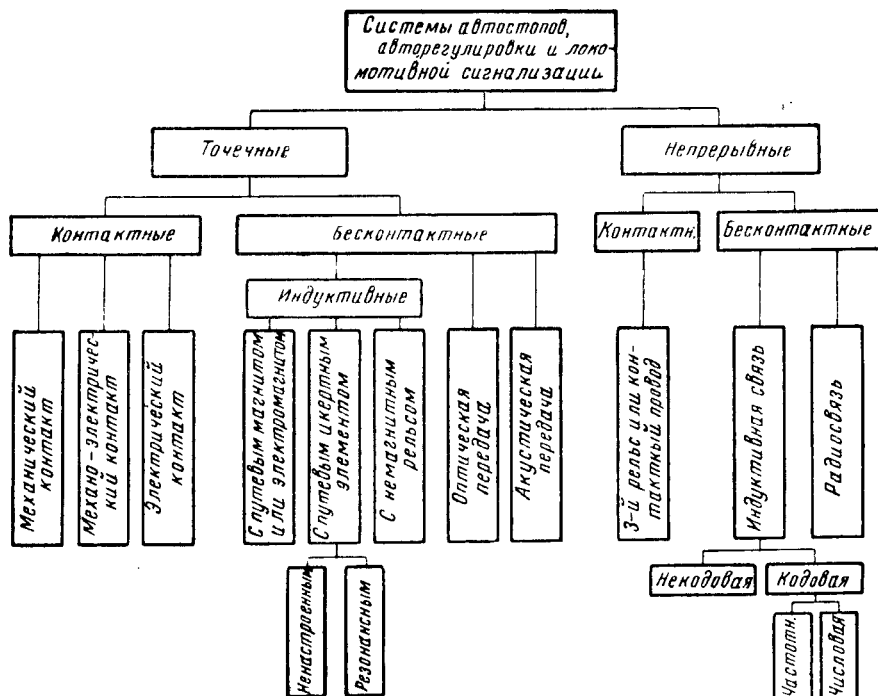 Системы автостопов,
авторегулировки и локо-
мотивной сигнализации
Точечные
Непрерывные
Контактные
Бесконтактные
Контактн.
Бесконтактные
Индуктивные
Механический
контакт
Механо-электричес-
кий контакт
Электрический
контакт
С путевым магнитом
или электромагнитом
С путевым инертным
элементом
С немагнитным
рельсом
Оптическая
передача
Акустическая
передача
3-й рельс или кон-
тактный провод
Индуктивная связь
Радиосвязь
Некодовая
Кодовая
Ненастроенным
Резонансным
Частотн.
Числовая